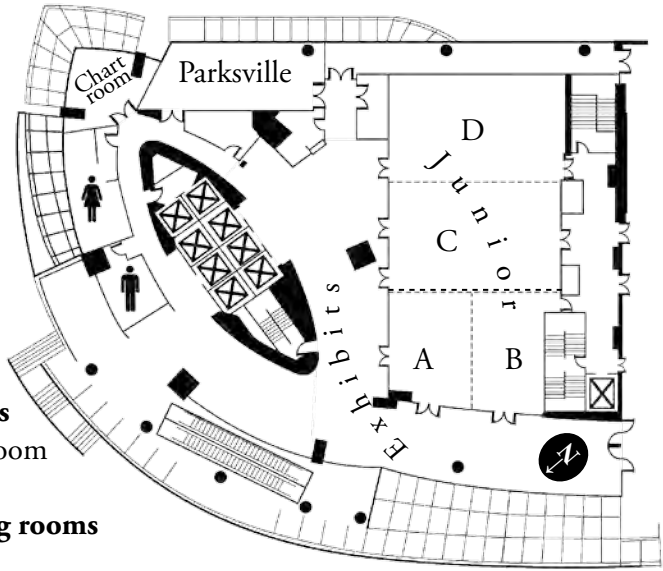 Chart
room
Parksville
D
Junior
C
Exhibits
A
B
N
s
oom
g rooms